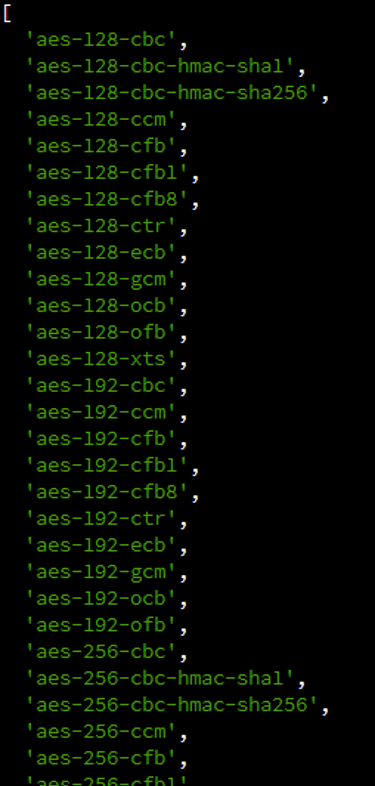 [
'aes-128-cbc',
'aes-128-cbc-hmac-sha1',
'aes-128-cbc-hmac-sha256',
'aes-128-ccm',
'aes-128-cfb',
'aes-128-cfb1',
'aes-128-cfb8',
'aes-128-ctr',
'aes-128-ecb',
'aes-128-gcm',
'aes-128-ocb',
'aes-128-ofb',
'aes-128-xts',
'aes-192-cbc',
'aes-192-ccm',
'aes-192-cfb',
'aes-192-cfb1',
'aes-192-cfb8',
'aes-192-ctr',
'aes-192-ecb',
'aes-192-gcm',
'aes-192-ocb',
'aes-192-ofb',
'aes-256-cbc',
'aes-256-cbc-hmac-sha1',
'aes-256-cbc-hmac-sha256',
'aes-256-ccm',
'aes-256-cfb',
'aes-256-cfb1'